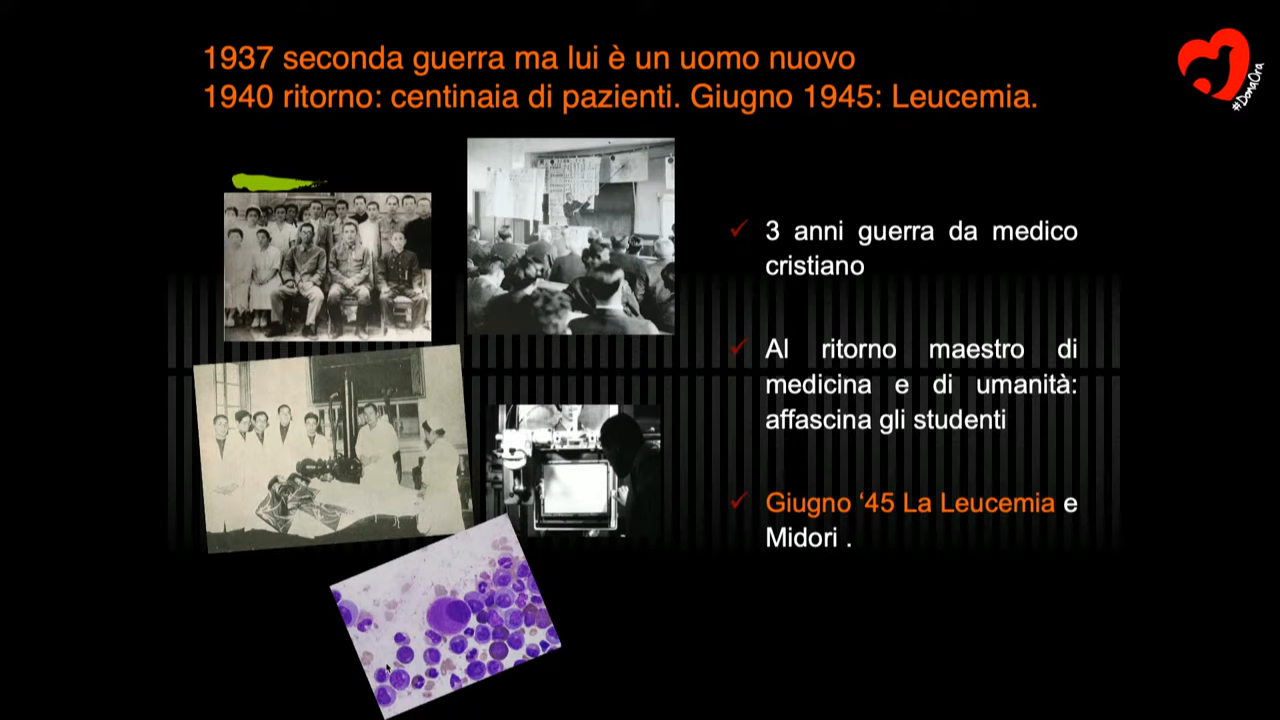 1937 seconda guerra ma lui è un uomo nuovo
1940 ritorno: centinaia di pazienti. Giugno 1945: Leucemia.
#DonaOra
3 anni guerra da medico
cristiano
Al ritorno maestro di
medicina e di umanità:
affascina gli studenti
Giugno ‘45 La Leucemia e
Midori .